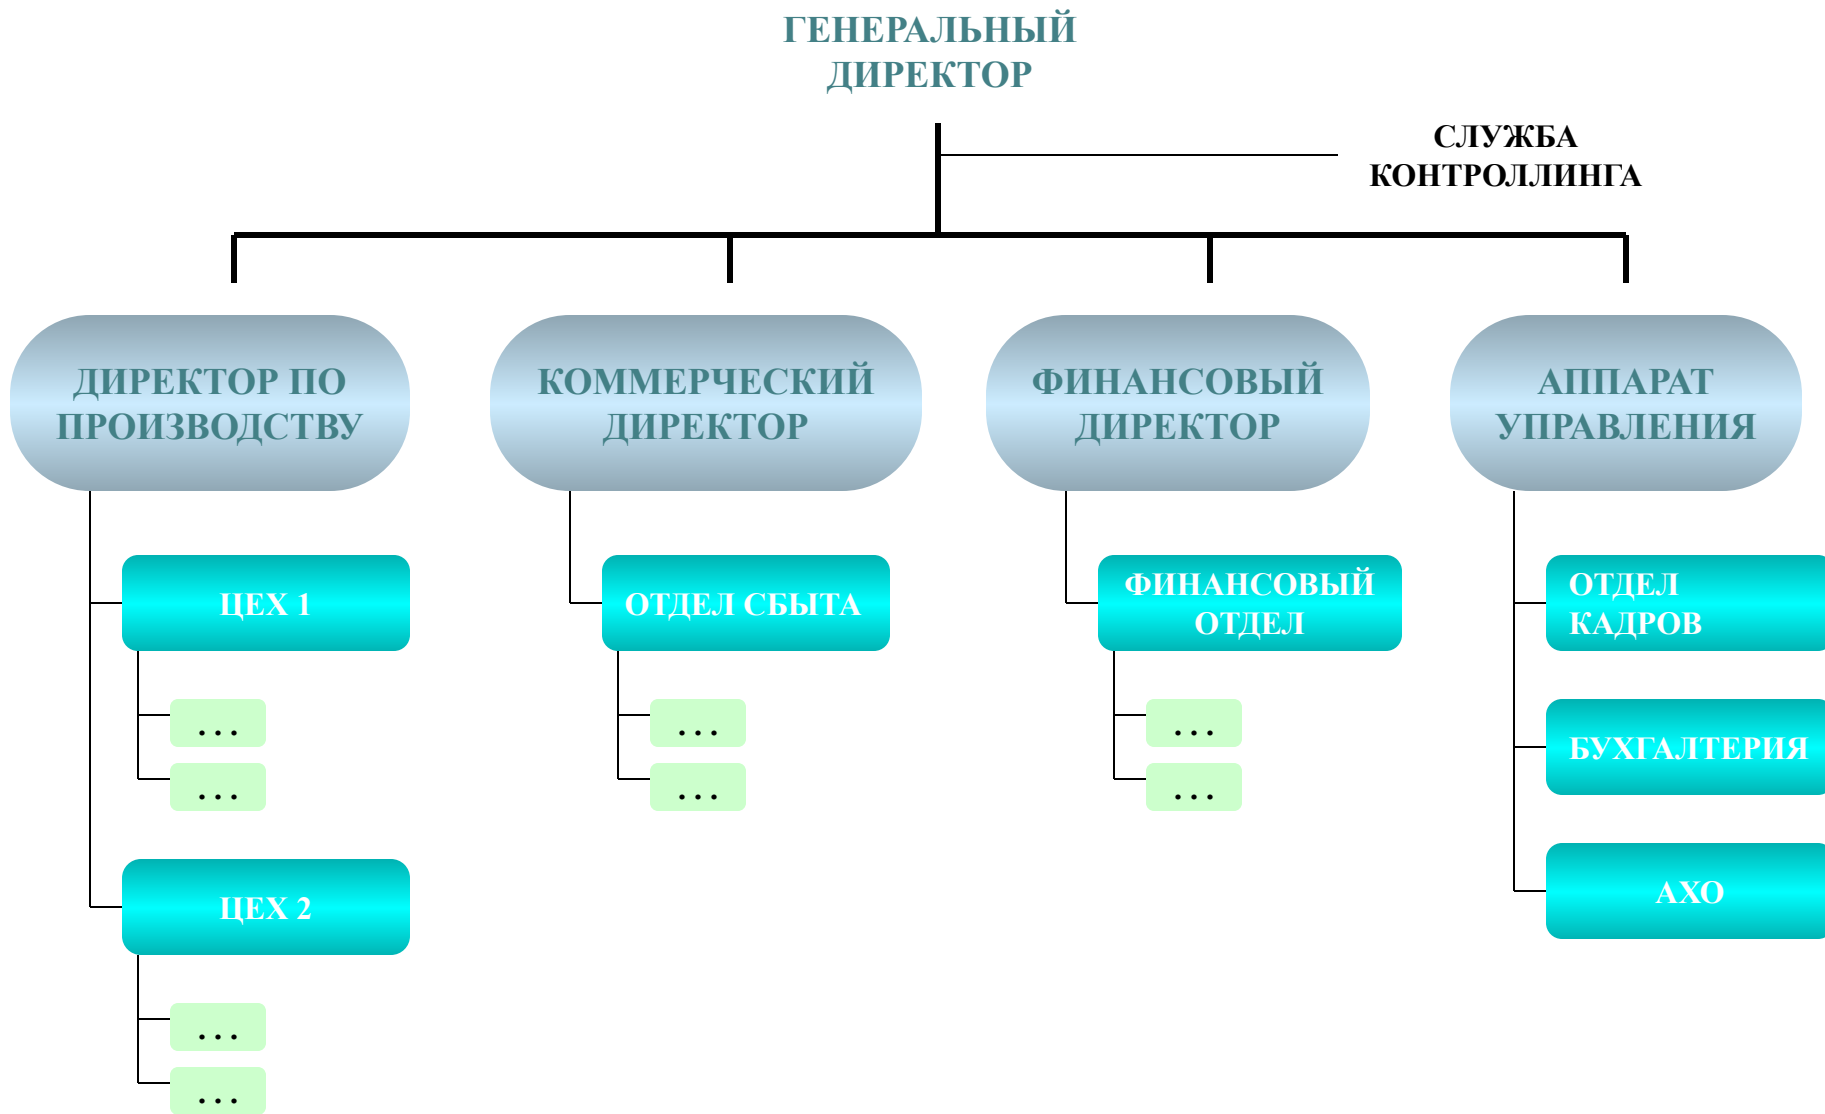 ГЕНЕРАЛЬНЫЙ
ДИРЕКТОР
СЛУЖБА
КОНТРОЛЛИНГА
ДИРЕКТОР ПО
ПРОИЗВОДСТВУ
КОММЕРЧЕСКИЙ
ДИРЕКТОР
ФИНАНСОВЫЙ
ДИРЕКТОР
АППАРАТ
УПРАВЛЕНИЯ
ЦЕХ 1
. . .
. . .
ЦЕХ 2
. . .
. . .
ОТДЕЛ СБЫТА
. . .
. . .
ФИНАНСОВЫЙ
ОТДЕЛ
. . .
. . .
ОТДЕЛ
КАДРОВ
БУХГАЛТЕРИЯ
АХО